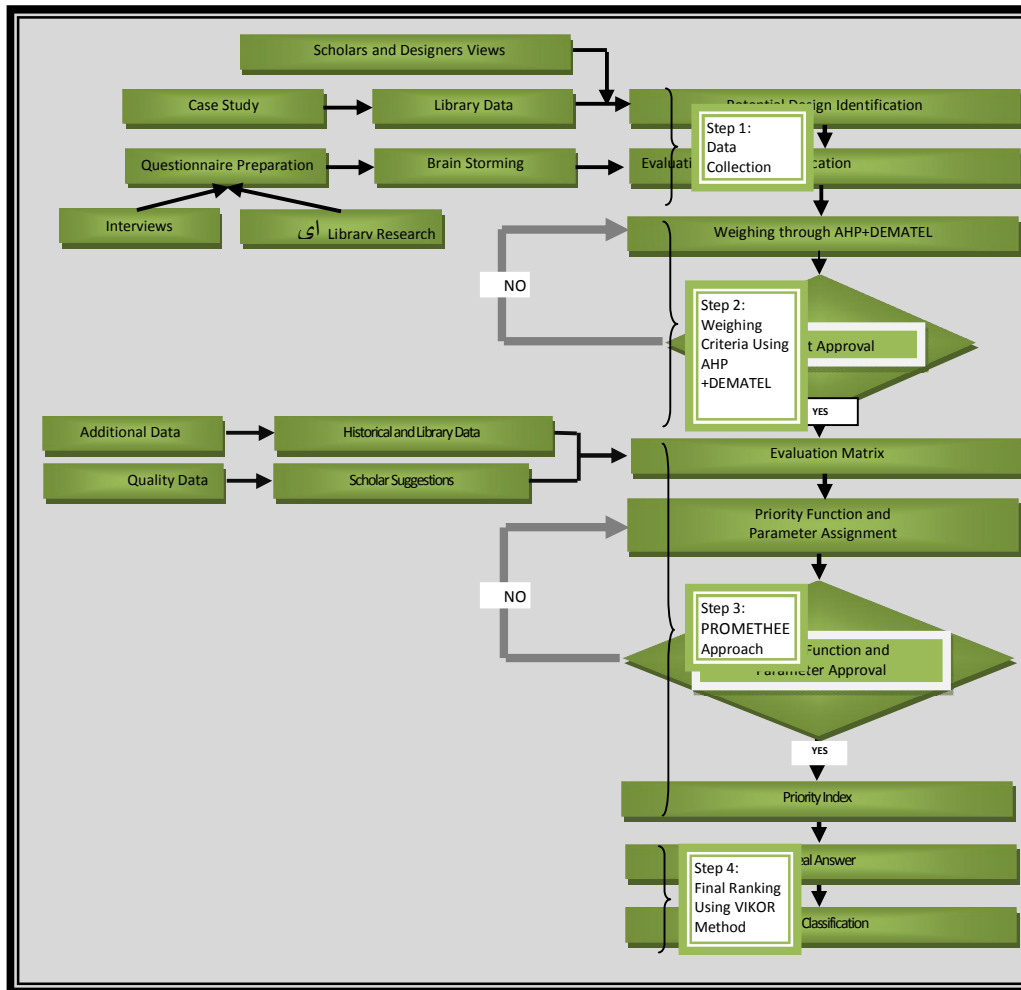 Scholars and Designers Views
Case Study
Library Data
Potential Design Identification
Step 1:
Data
Collection
Questionnaire Preparation
Brain Storming
Interviews
ای Library Research
Weighing through AHP+DEMATEL
NO
Step 2:
Weighing
Criteria Using
AHP
+DEMATEL
Approval
YES
Additional Data
Historical and Library Data
Evaluation Matrix
Quality Data
Scholar Suggestions
Priority Function and
Parameter Assignment
NO
Step 3:
PROMETHEE
Approach
Function and
Parameter Approval
YES
Priority Index
Step 4:
Final Ranking
Using VIKOR
Method
Answer
Classification